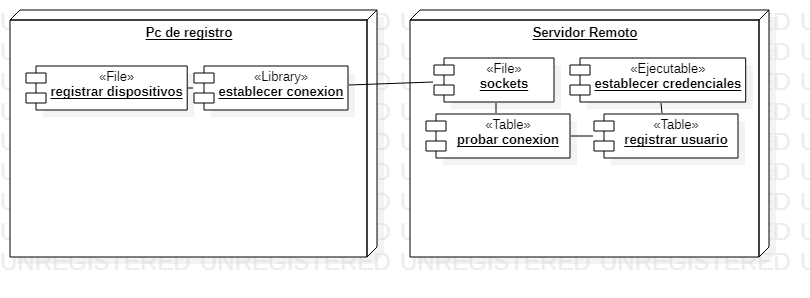 Pc de registro
«File»
registrar dispositivos
«Library»
establecer conexion
Servidor Remoto
«File»
sockets
«Ejecutable»
establecer credenciales
«Table»
probar conexion
«Table»
registrar usuario
UNREGISTERED UNREGISTERED UNREGISTERED UNREGISTERED